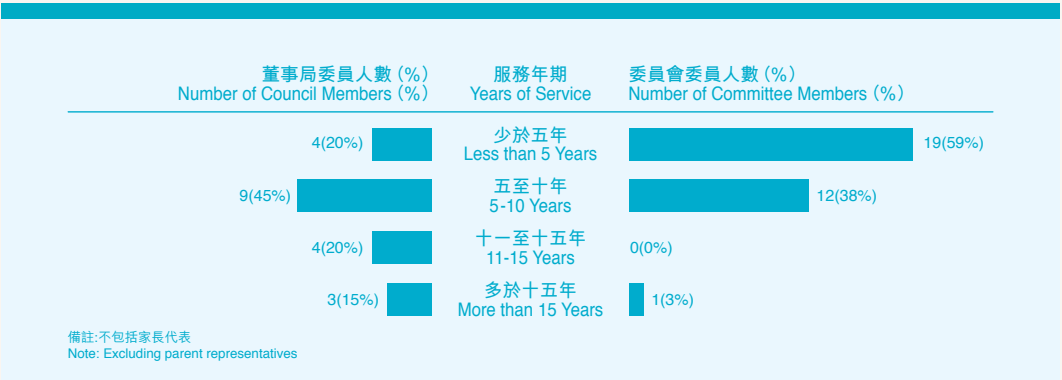 董事局委員人數 (%)
Number of Council Members (%)
服務年期
Years of Service
委員會委員人數 (%)
Number of Committee Members (%)
4(20%)
少於五年
Less than 5 Years
19(59%)
9(45%)
五至十年
5-10 Years
12(38%)
4(20%)
十一至十五年
11-15 Years
0(0%)
3(15%)
多於十五年
More than 15 Years
1(3%)
備註:不包括家長代表
Note: Excluding parent representatives